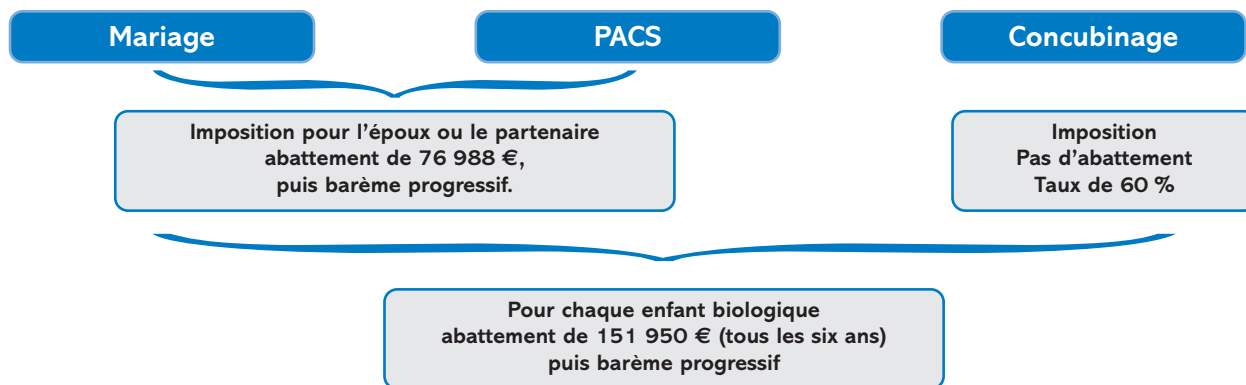 Mariage
PACS
Concubinage
Imposition pour l'époux ou le partenaire
abattement de 76 988 €,
puis barème progressif.
Imposition
Pas d'abattement
Taux de 60 %
Pour chaque enfant biologique
abattement de 151 950 € (tous les six ans)
puis barème progressif